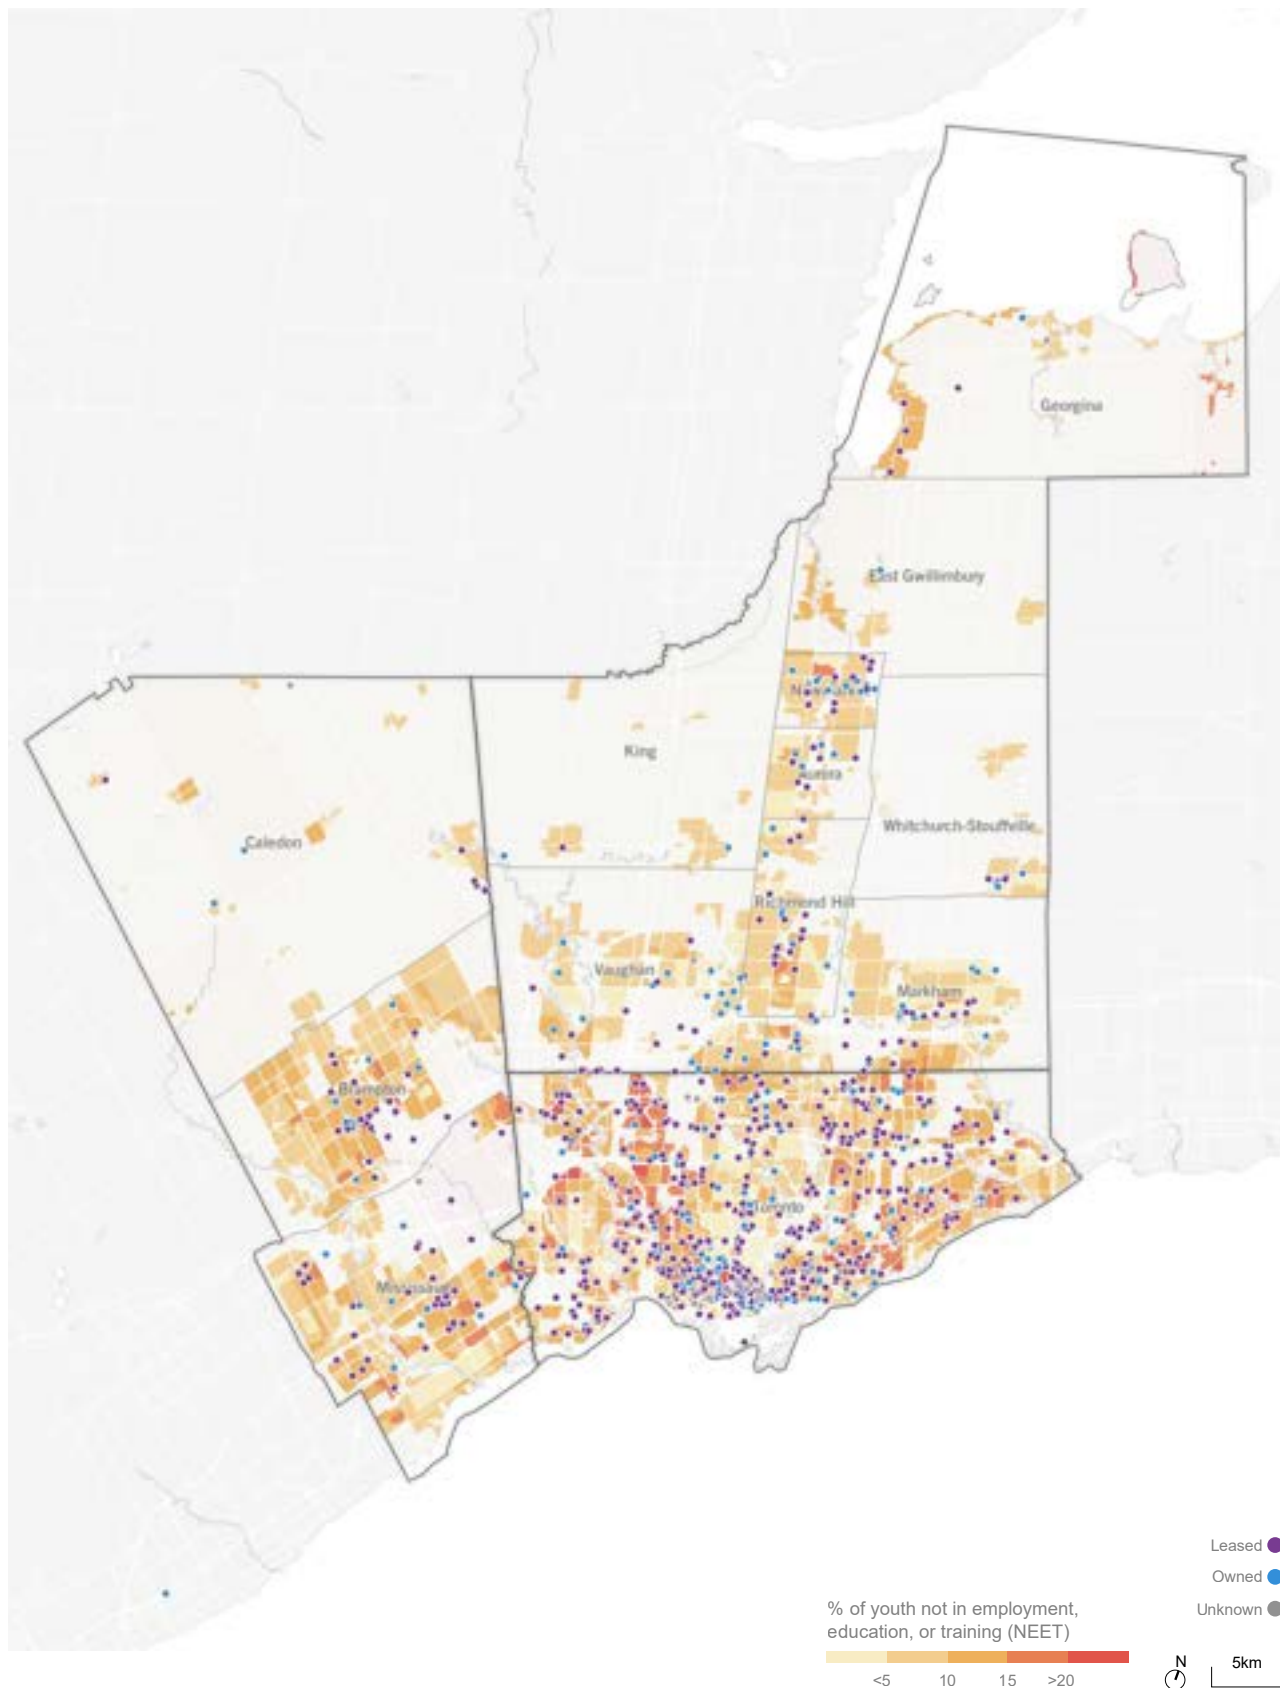 Georgina
East Gwillimbury
Newmarket
King
Aurora
Whitchurch-Stouffville
Caledon
Richmond Hill
Vaughan
Markham
Brampton
Toronto
Mississauga
Leased
Owned
Unknown
% of youth not in employment,
education, or training (NEET)
<5 10 15 >20
N
5km